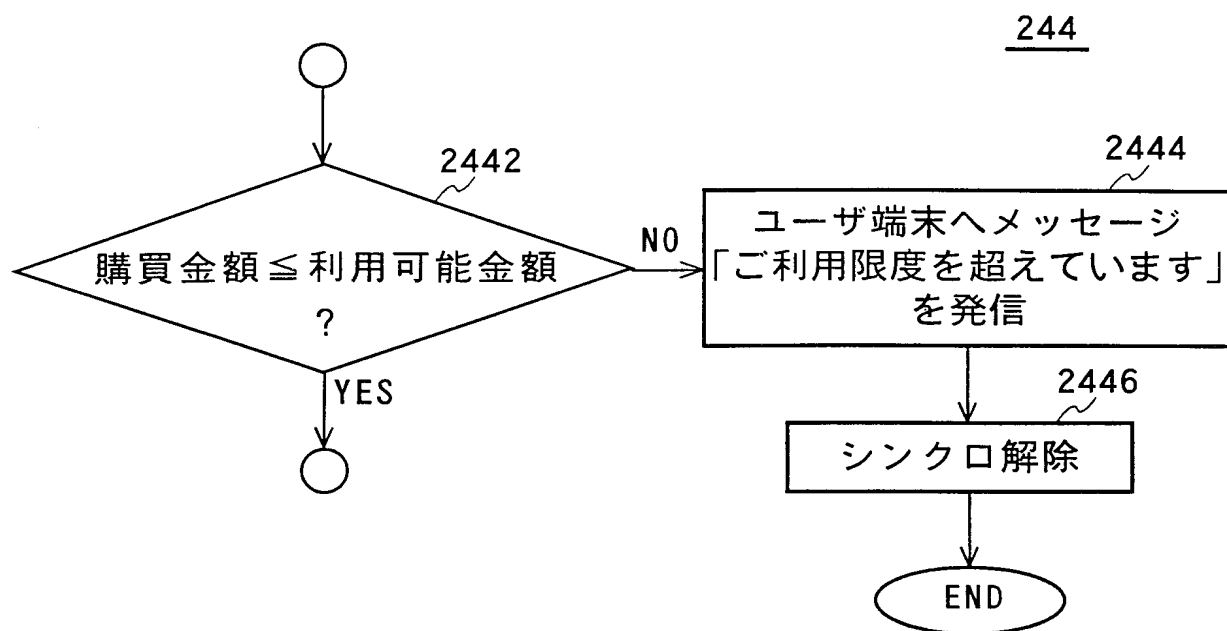 244
2442
購買金額≦利用可能金額
?
NO
YES
2444
ユーザ端末へメッセージ
「ご利用限度を超えています」
を発信
2446
シンクロ解除
END